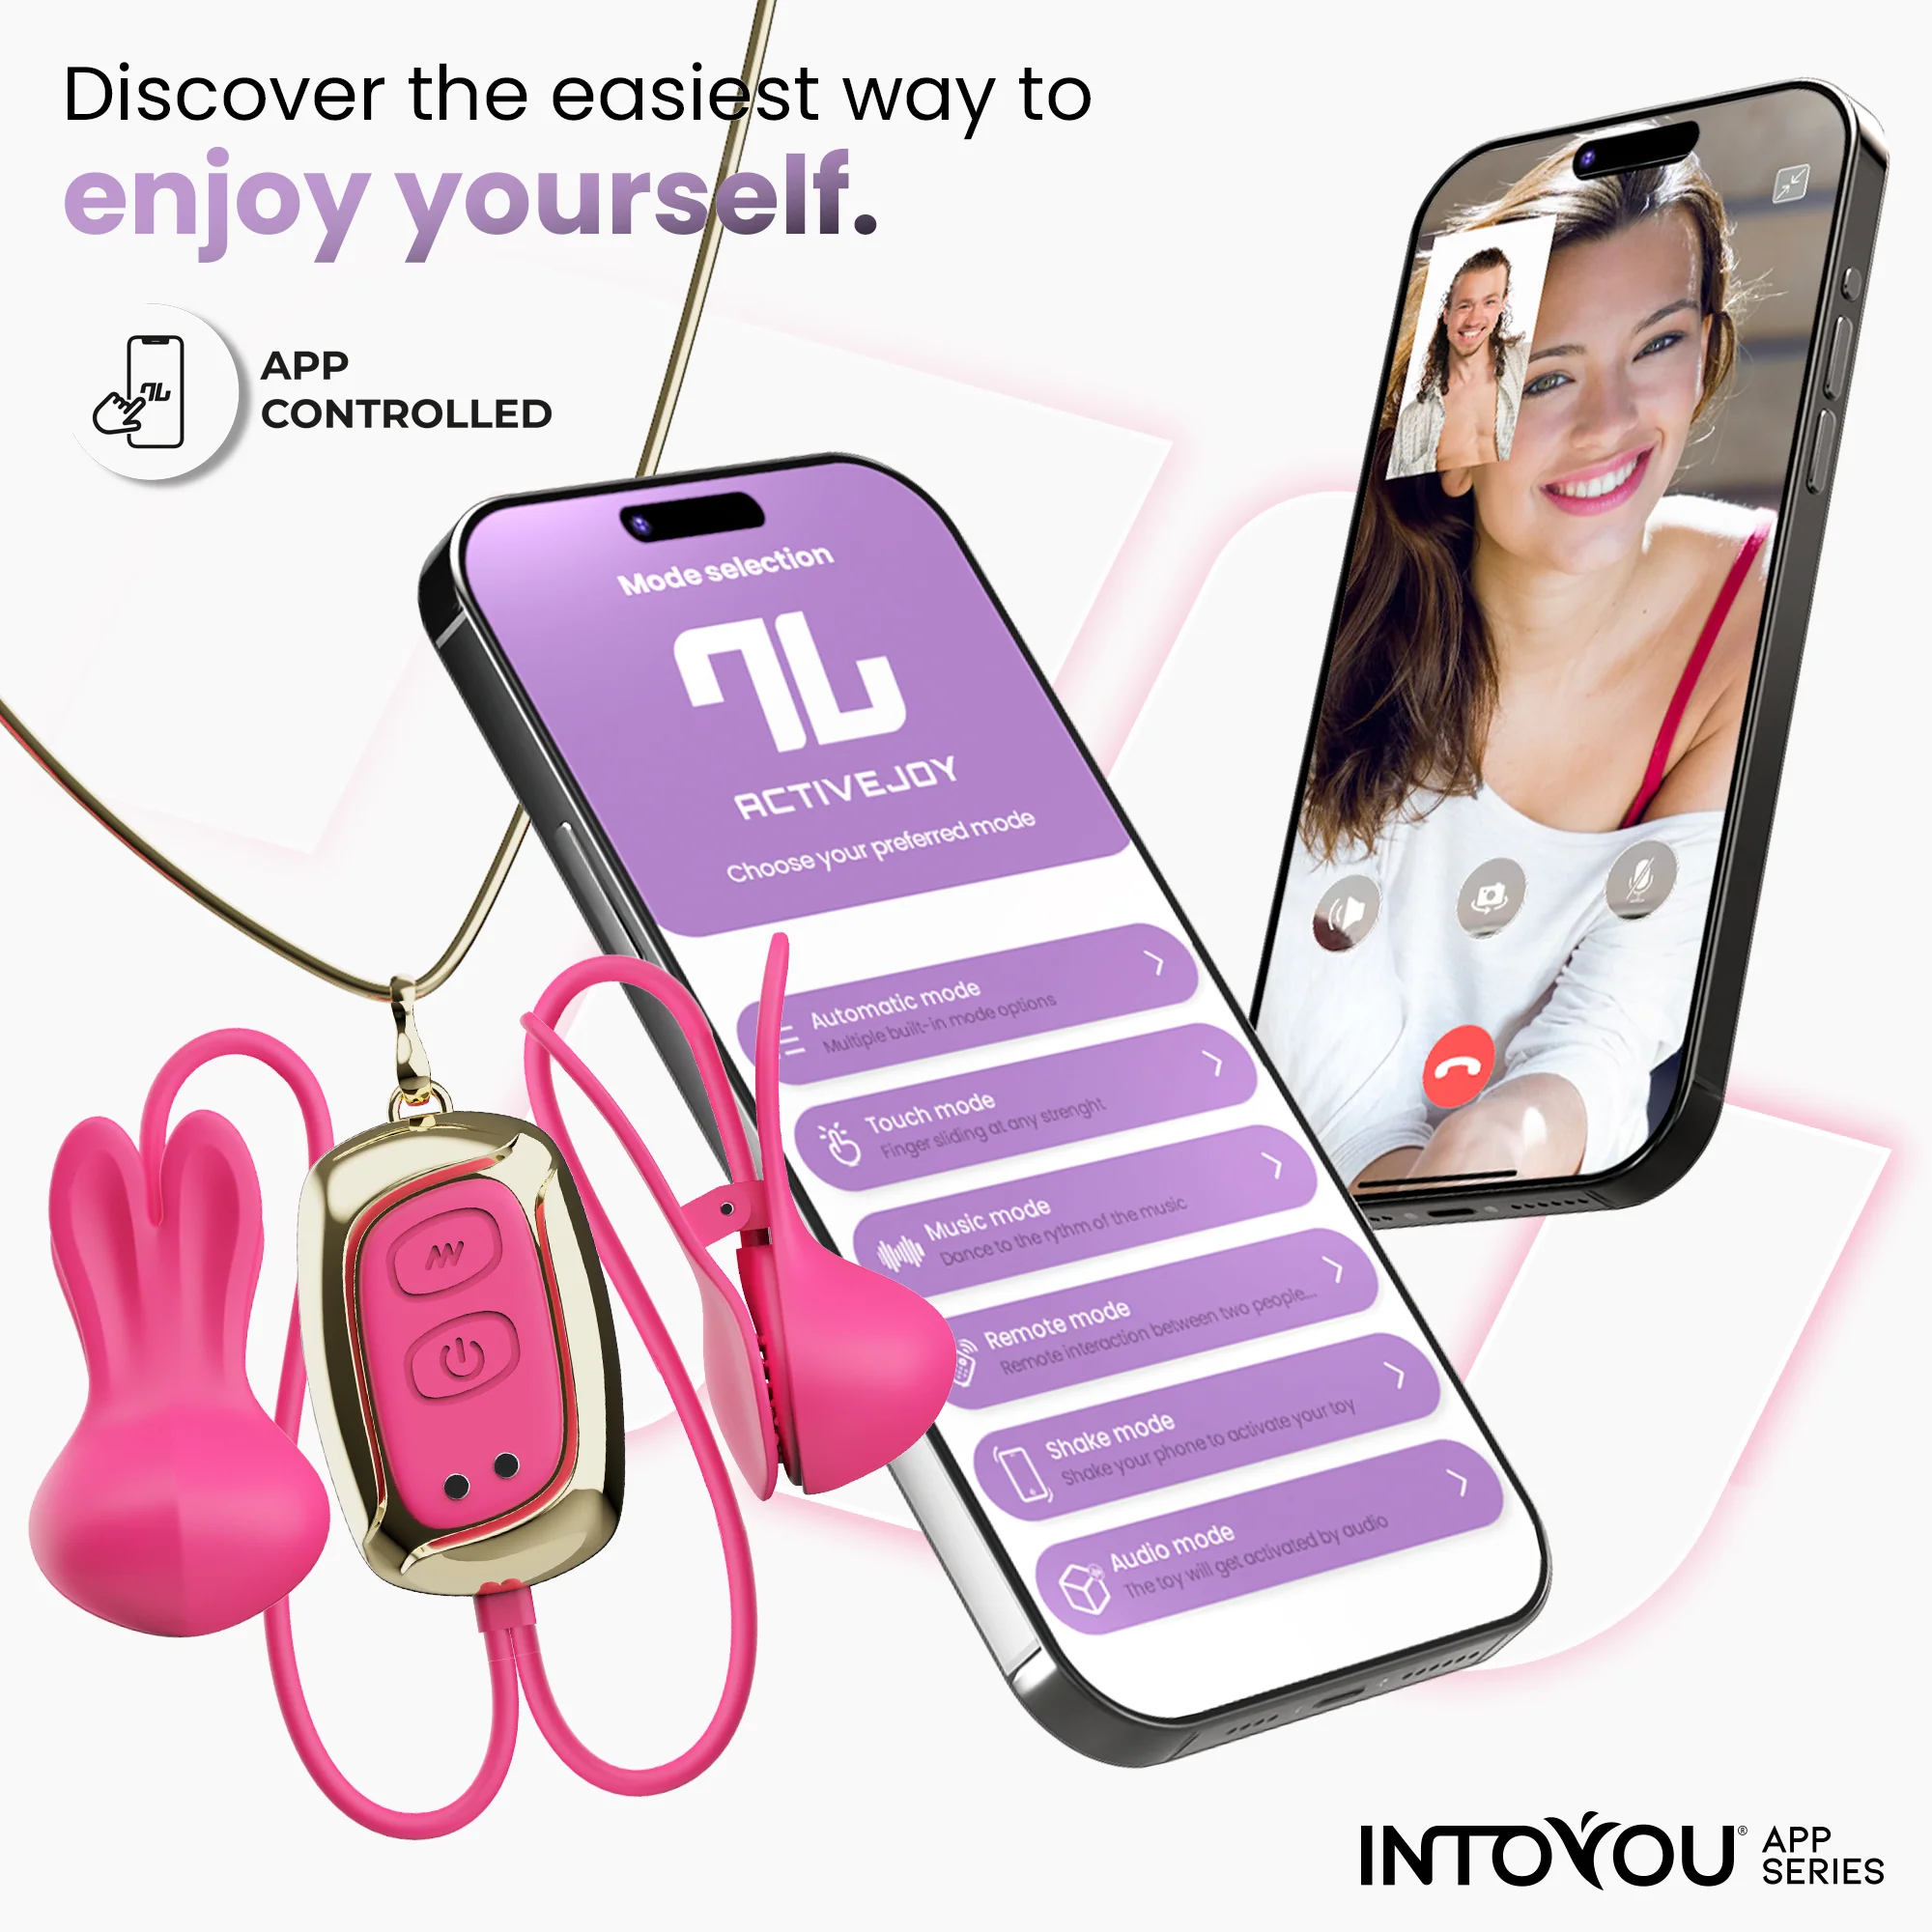 Discover the easiest way to
enjoy yourself.
APP
CONTROLLED
Mode selection
ACTIVEJOY
Choose your preferred mode
Automatic mode
Multiple built-in mode options
Touch mode
Finger sliding at any strenght
Music mode
Dance to the rythm of the music
Remote mode
Remote interaction between two people...
Shake mode
Shake your phone to activate your toy
Audio mode
The toy will get activated by audio
INTOYOU® APP
SERIES